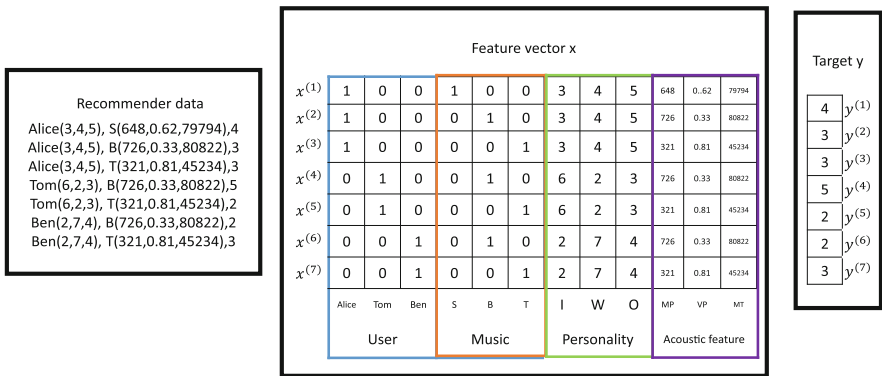 Recommender data
Alice(3,4,5), S(648,0.62,79794),4
Alice(3,4,5), B(726,0.33,80822),3
Alice(3,4,5), T(321,0.81,45234),3
Tom(6,2,3), B(726,0.33,80822),5
Tom(6,2,3), T(321,0.81,45234),2
Ben(2,7,4), B(726,0.33,80822),2
Ben(2,7,4), T(321,0.81,45234),3
Feature vector x
x^(1) 1 0 0 1 0 0 3 4 5 648 0..62 79794
x^(2) 1 0 0 0 1 0 3 4 5 726 0.33 80822
x^(3) 1 0 0 0 0 1 3 4 5 321 0.81 45234
x^(4) 0 1 0 0 1 0 6 2 3 726 0.33 80822
x^(5) 0 1 0 0 0 1 6 2 3 321 0.81 45234
x^(6) 0 0 1 0 1 0 2 7 4 726 0.33 80822
x^(7) 0 0 1 0 0 1 2 7 4 321 0.81 45234
Alice Tom Ben S B T I W O MP VP MT
User Music Personality Acoustic feature
Target y
4 y^(1)
3 y^(2)
3 y^(3)
5 y^(4)
2 y^(5)
2 y^(6)
3 y^(7)